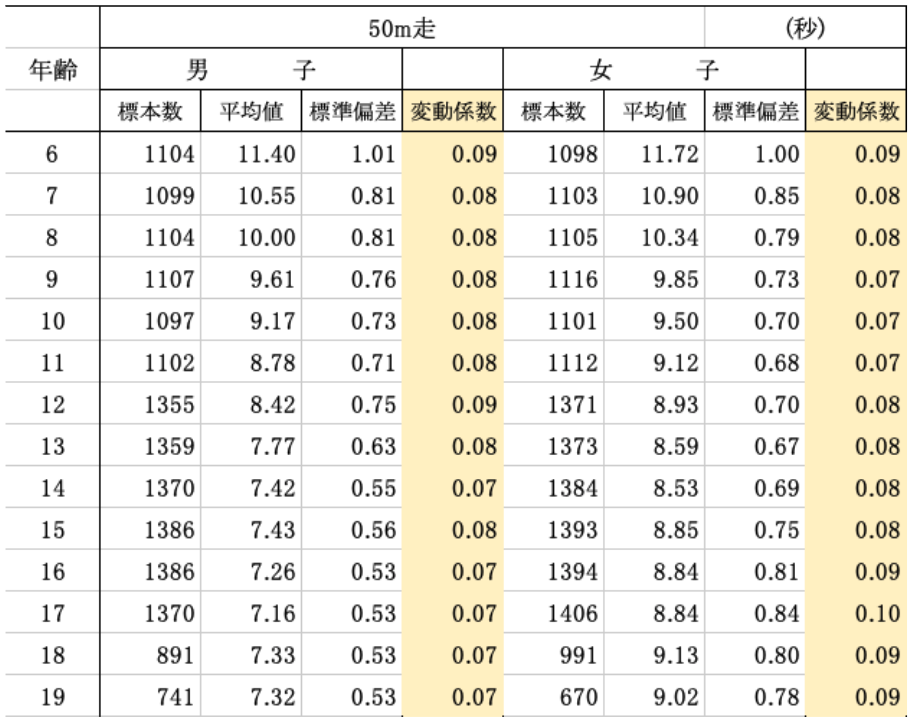 50m走 (秒)
年齢 男 子 女 子
標本数 平均値 標準偏差 変動係数 標本数 平均値 標準偏差 変動係数
6 1104 11.40 1.01 0.09 1098 11.72 1.00 0.09
7 1099 10.55 0.81 0.08 1103 10.90 0.85 0.08
8 1104 10.00 0.81 0.08 1105 10.34 0.79 0.08
9 1107 9.61 0.76 0.08 1116 9.85 0.73 0.07
10 1097 9.17 0.73 0.08 1101 9.50 0.70 0.07
11 1102 8.78 0.71 0.08 1112 9.12 0.68 0.07
12 1355 8.42 0.75 0.09 1371 8.93 0.70 0.08
13 1359 7.77 0.63 0.08 1373 8.59 0.67 0.08
14 1370 7.42 0.55 0.07 1384 8.53 0.69 0.08
15 1386 7.43 0.56 0.08 1393 8.85 0.75 0.08
16 1386 7.26 0.53 0.07 1394 8.84 0.81 0.09
17 1370 7.16 0.53 0.07 1406 8.84 0.84 0.10
18 891 7.33 0.53 0.07 991 9.13 0.80 0.09
19 741 7.32 0.53 0.07 670 9.02 0.78 0.09